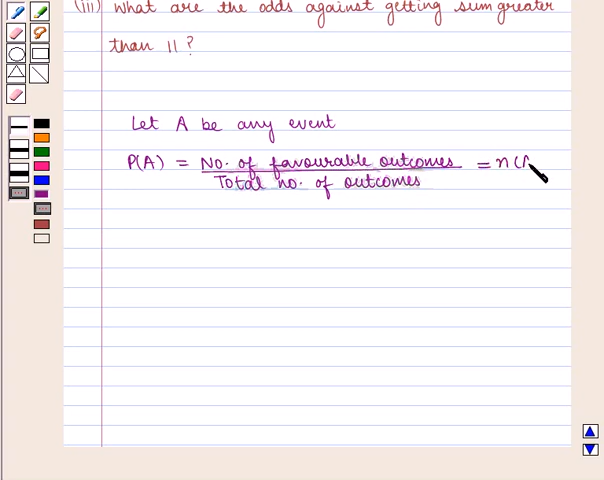 (iii) What are the odds against getting sum greater
than 11 ?
Let A be any event
P(A) = No. of favourable outcomes = n(
Total no. of outcomes